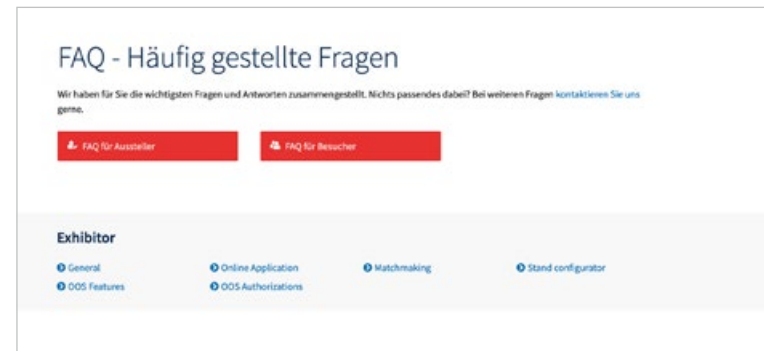 FAQ - Häufig gestellte Fragen
Wir haben für Sie die wichtigsten Fragen und Antworten zusammengestellt. Nichts passendes dabei? Bei weiteren Fragen kontaktieren Sie uns
gerne.
FAQ für Aussteller
FAQ für Besucher
Exhibitor
General
Online Application
Matchmaking
Stand configurator
OOS Features
OOS Authorizations